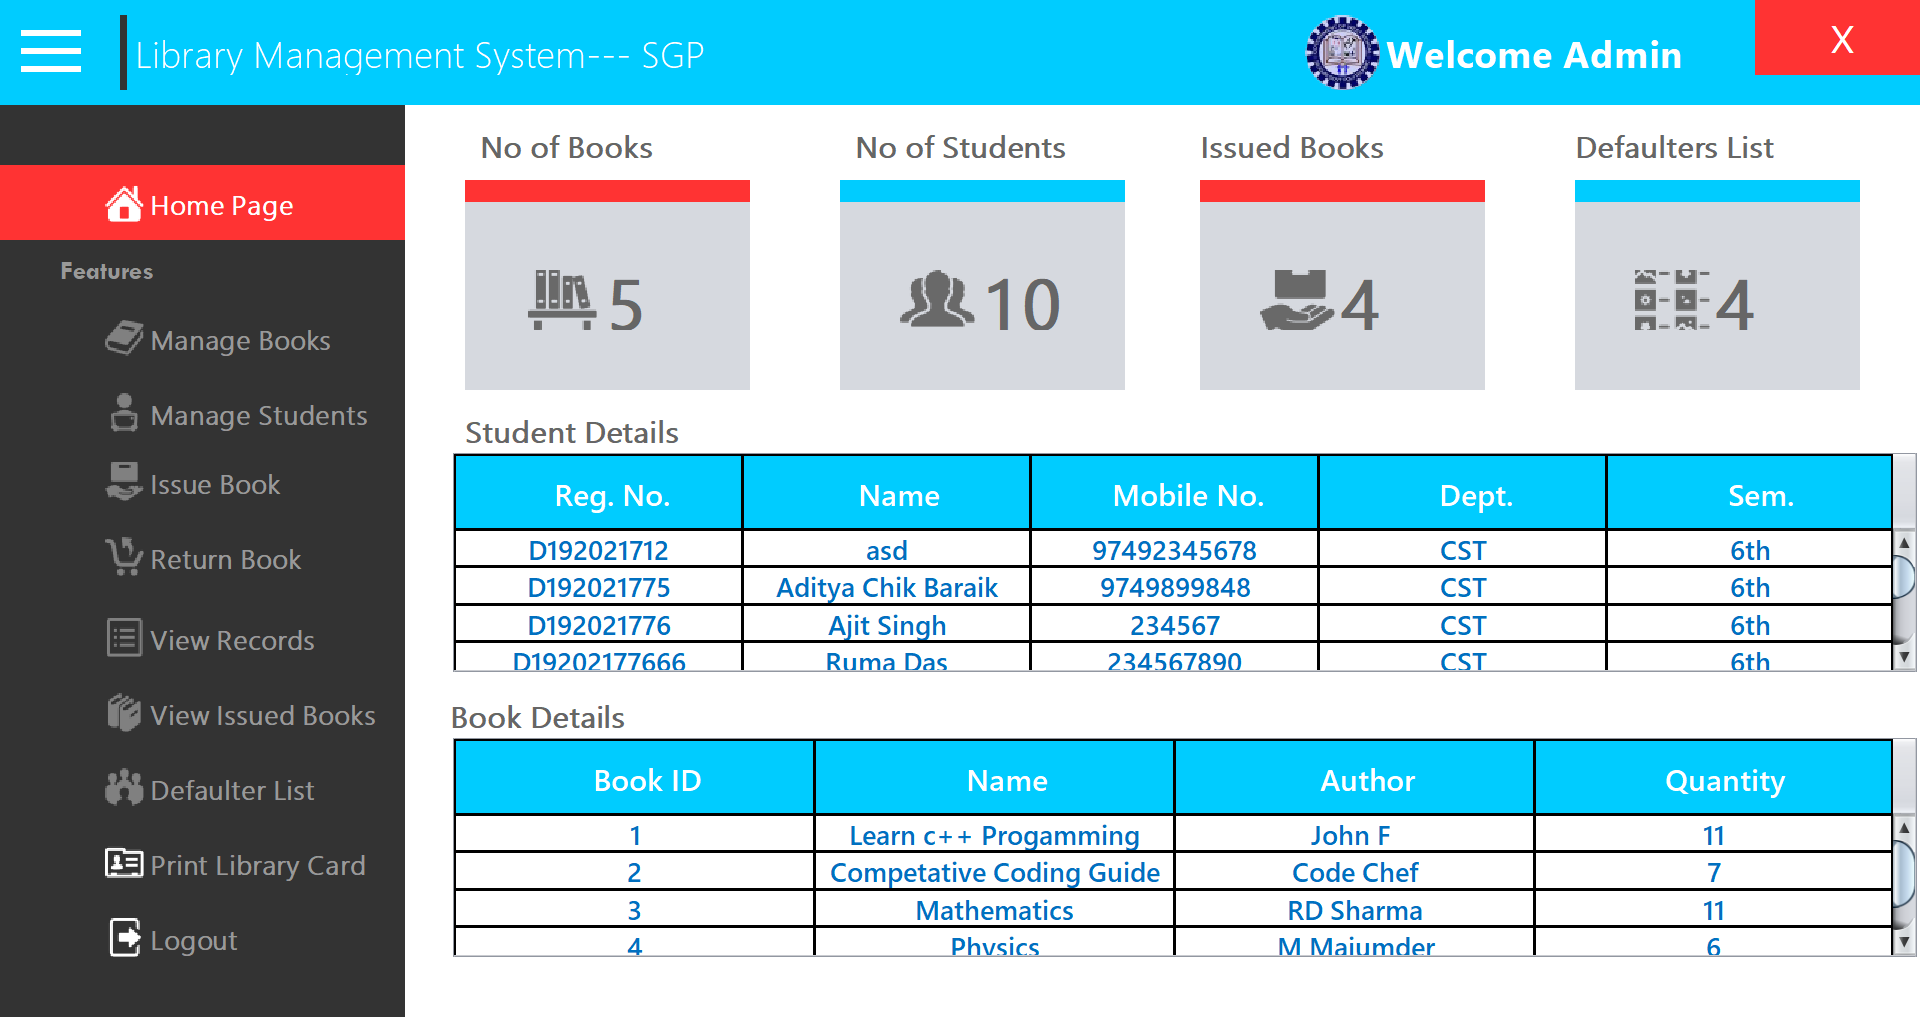 Library Management System--- SGP
Welcome Admin
X
Home Page
Features
Manage Books
Manage Students
Issue Book
Return Book
View Records
View Issued Books
Defaulter List
Print Library Card
Logout
No of Books
No of Students
Issued Books
Defaulters List
5
10
4
4
Student Details
Reg. No. Name Mobile No. Dept. Sem.
D192021712 asd 97492345678 CST 6th
D192021775 Aditya Chik Baraik 9749899848 CST 6th
D192021776 Ajit Singh 234567 CST 6th
D19202177666 Ruma Das 234567890 CST 6th
Book Details
Book ID Name Author Quantity
1 Learn c++ Progamming John F 11
2 Competative Coding Guide Code Chef 7
3 Mathematics RD Sharma 11
4 Physics M Majumder 6